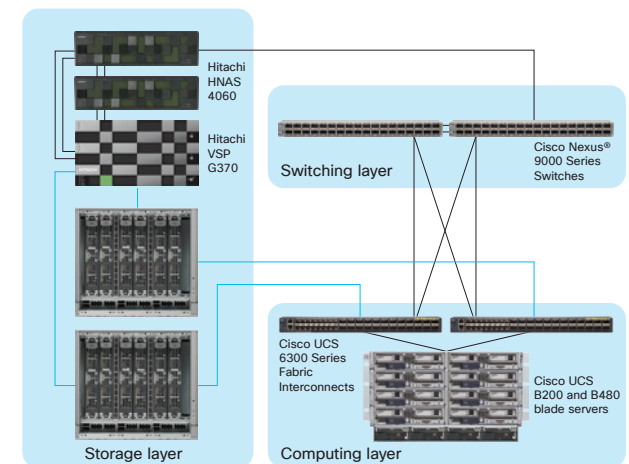 Hitachi
HNAS
4060
Hitachi
VSP
G370
Storage layer
Cisco Nexus®
9000 Series
Switches
Switching layer
Cisco UCS
6300 Series
Fabric
Interconnects
Cisco UCS
B200 and B480
blade servers
Computing layer